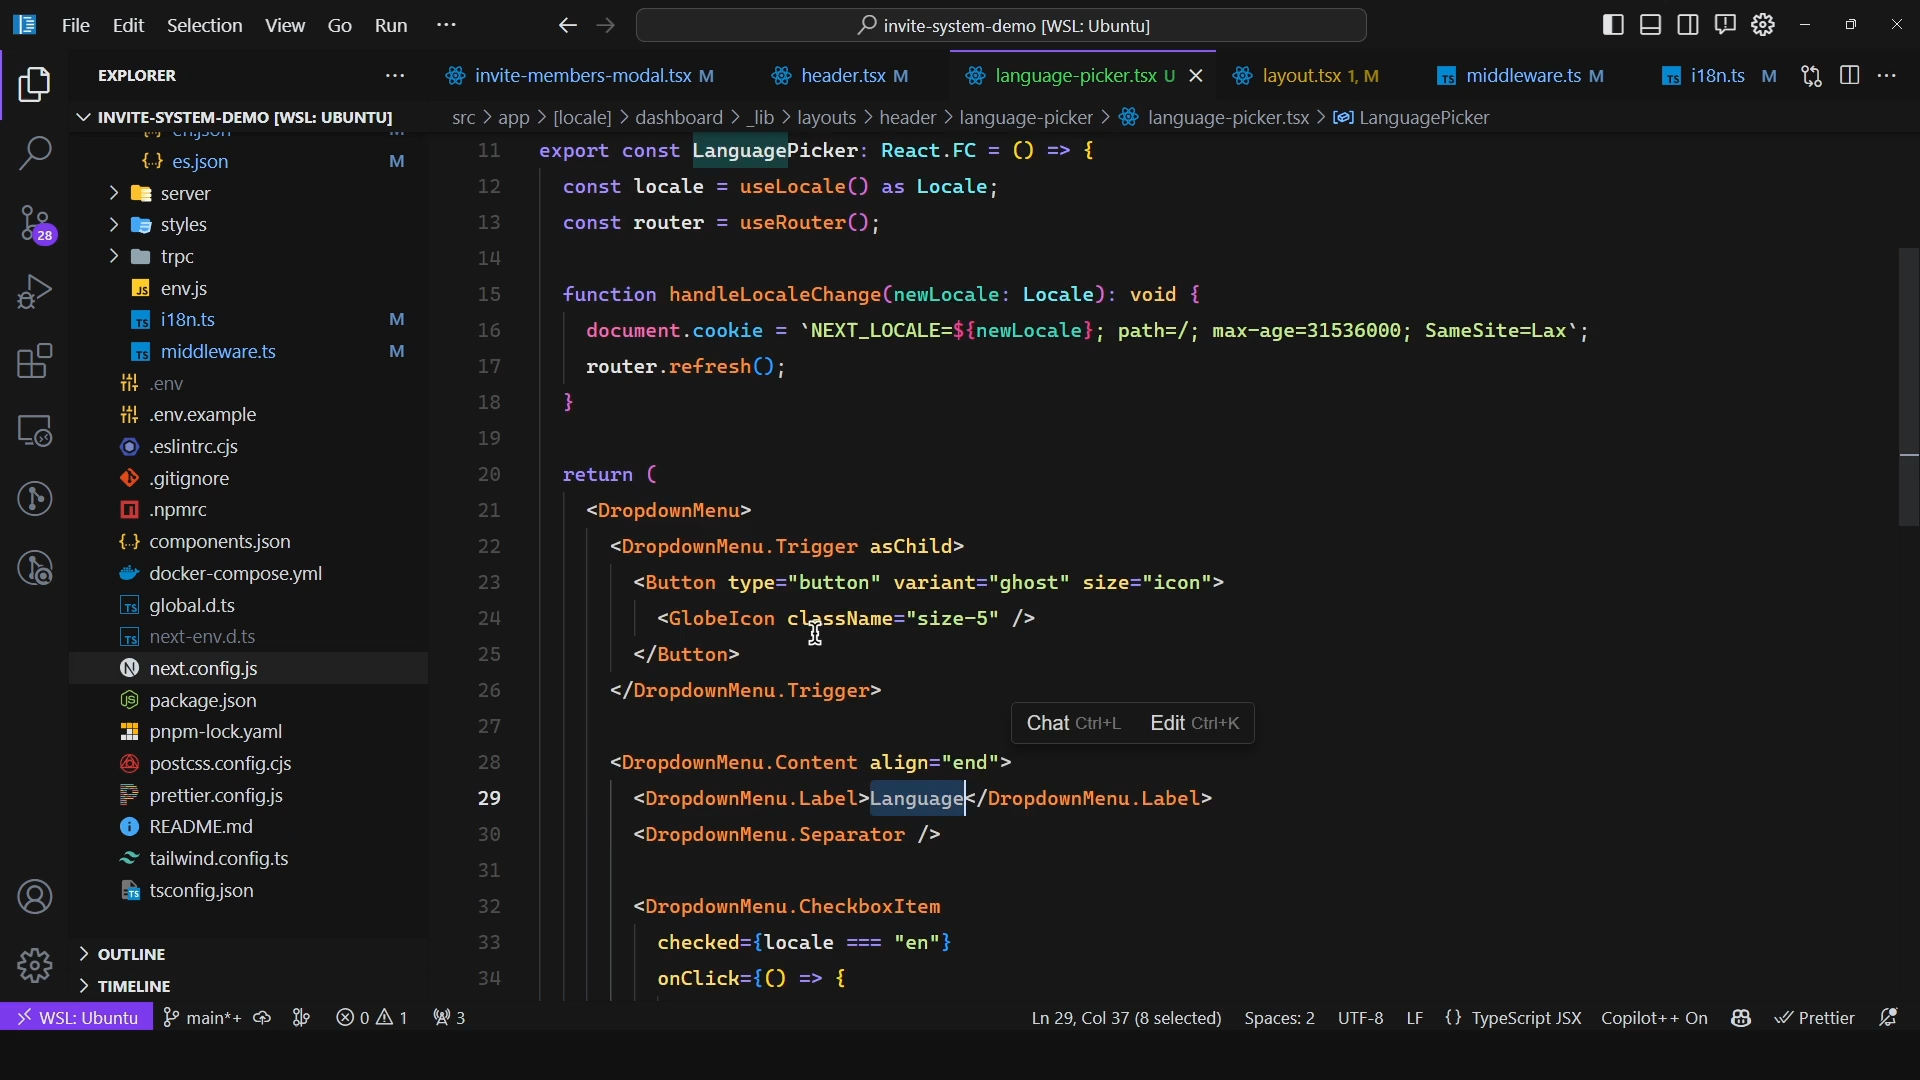 File Edit Selection View Go Run ···
invite-system-demo [WSL: Ubuntu]
EXPLORER
invite-members-modal.tsx M
header.tsx M
language-picker.tsx U
layout.tsx 1, M
middleware.ts M
i18n.ts M
INVITE-SYSTEM-DEMO [WSL: UBUNTU]
src > app > [locale] > dashboard > _lib > layouts > header > language-picker > language-picker.tsx > LanguagePicker
en.json M
es.json M
server
styles
trpc
env.js
i18n.ts M
middleware.ts M
.env
.env.example
.eslintrc.cjs
.gitignore
.npmrc
components.json
docker-compose.yml
global.d.ts
next-env.d.ts
next.config.js
package.json
pnpm-lock.yaml
postcss.config.cjs
prettier.config.js
README.md
tailwind.config.ts
tsconfig.json
OUTLINE
TIMELINE
28
11 export const LanguagePicker: React.FC = () => {
12 const locale = useLocale() as Locale;
13 const router = useRouter();
14
15 function handleLocaleChange(newLocale: Locale): void {
16 document.cookie = `NEXT_LOCALE=${newLocale}; path=/; max-age=31536000; SameSite=Lax`;
17 router.refresh();
18 }
19
20 return (
21 <DropdownMenu>
22 <DropdownMenu.Trigger asChild>
23 <Button type="button" variant="ghost" size="icon">
24 <GlobeIcon className="size-5" />
25 </Button>
26 </DropdownMenu.Trigger>
27
Chat Ctrl+L Edit Ctrl+K
28 <DropdownMenu.Content align="end">
29 <DropdownMenu.Label>Language</DropdownMenu.Label>
30 <DropdownMenu.Separator />
31
32 <DropdownMenu.CheckboxItem
33 checked={locale === "en"}
34 onClick={() => {
WSL: Ubuntu main*+ 0 1 3
Ln 29, Col 37 (8 selected) Spaces: 2 UTF-8 LF {} TypeScript JSX Copilot++ On Prettier